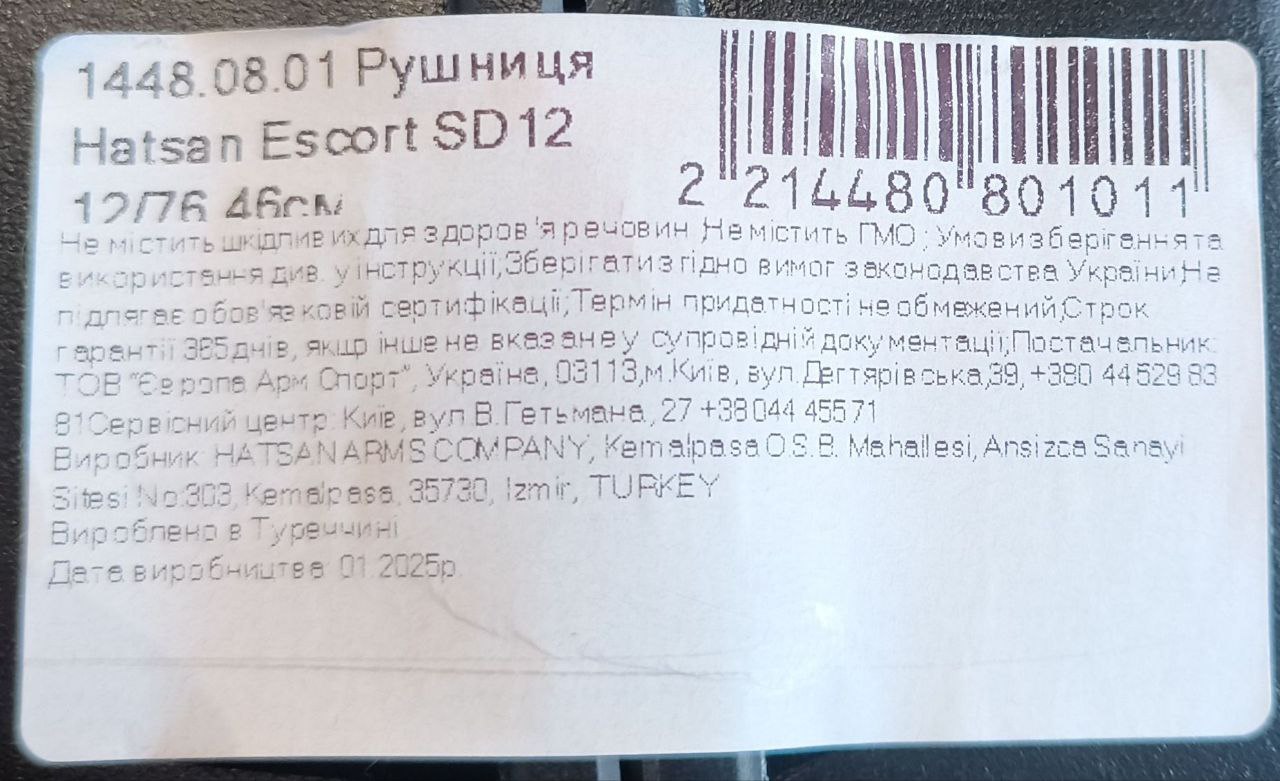 1448.08.01 Рушниця
Hatsan Escort SD12
12/76 46см
2 214480 801011
Не містить шкідливих для здоров'я речовин ;Не містить ГМО ; Умови зберігання та
використання див. у інструкції;Зберігати згідно вимог законодавства України;Не
підлягає обов'язковій сертифікації;Термін придатності не обмежений;Строк
гарантії 365 днів, якщо інше не вказане у супровідній документації;Постачальник:
ТОВ "Європа Арм Спорт", Україна, 03113,м.Київ, вул.Дегтярівська,39, +380 44 529 83
81Сервісний центр: Київ, вул.В.Гетьмана, 27 +38044 45571
Виробник: HATSAN ARMS COMPANY, Kemalpasa O.S.B. Mahallesi, Ansizca Sanayi
Sitesi No:303, Kemalpasa, 35730, Izmir, TURKEY
Вироблено в Туреччині
Дата виробництва: 01.2025р.